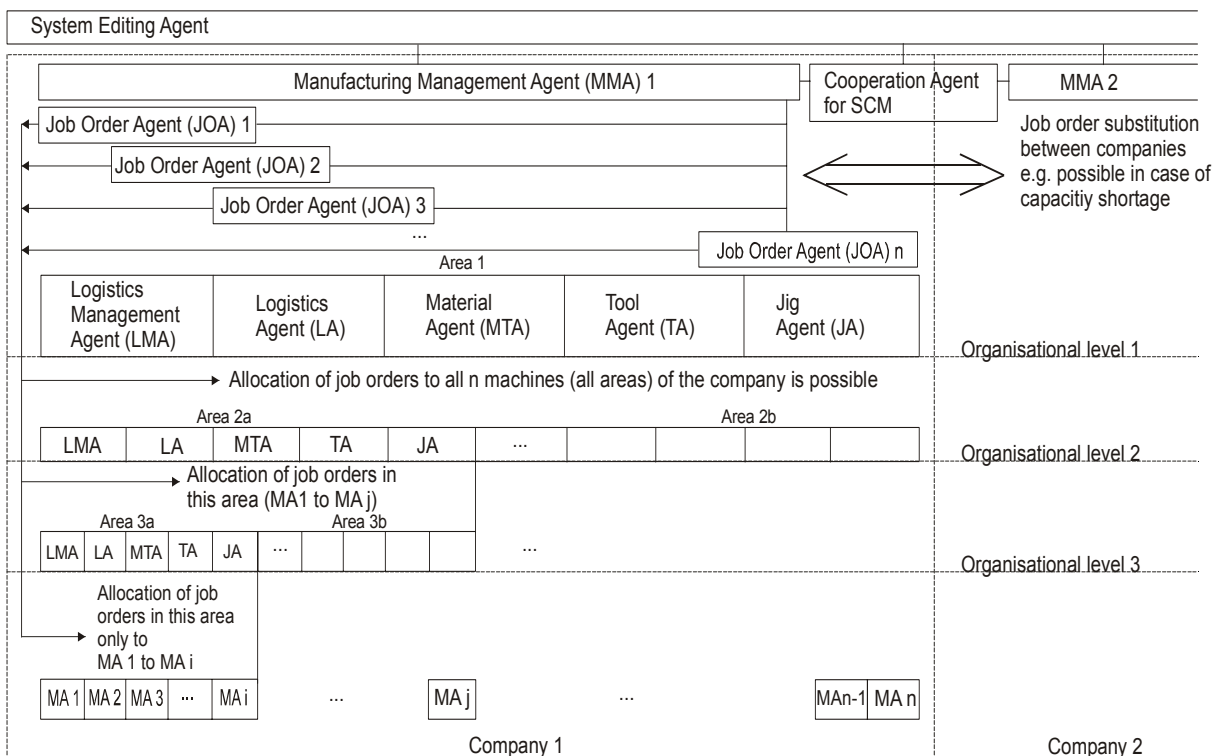 System Editing Agent
Manufacturing Management Agent (MMA) 1
Cooperation Agent
for SCM
MMA 2
Job Order Agent (JOA) 1
Job order substitution
between companies
e.g. possible in case of
capacitiy shortage
Job Order Agent (JOA) 2
Job Order Agent (JOA) 3
...
Job Order Agent (JOA) n
Area 1
Logistics
Management
Agent (LMA)
Logistics
Agent (LA)
Material
Agent (MTA)
Tool
Agent (TA)
Jig
Agent (JA)
Organisational level 1
Allocation of job orders to all n machines (all areas) of the company is possible
Area 2a
Area 2b
LMA LA MTA TA JA ...
Organisational level 2
Allocation of job orders in
this area (MA1 to MA j)
Area 3a
Area 3b
LMA LA MTA TA JA ... ...
Organisational level 3
Allocation of job
orders in this area
only to
MA 1 to MA i
MA 1 MA 2 MA 3 ... MA i ... MA j ... MAn-1 MA n
Company 1
Company 2